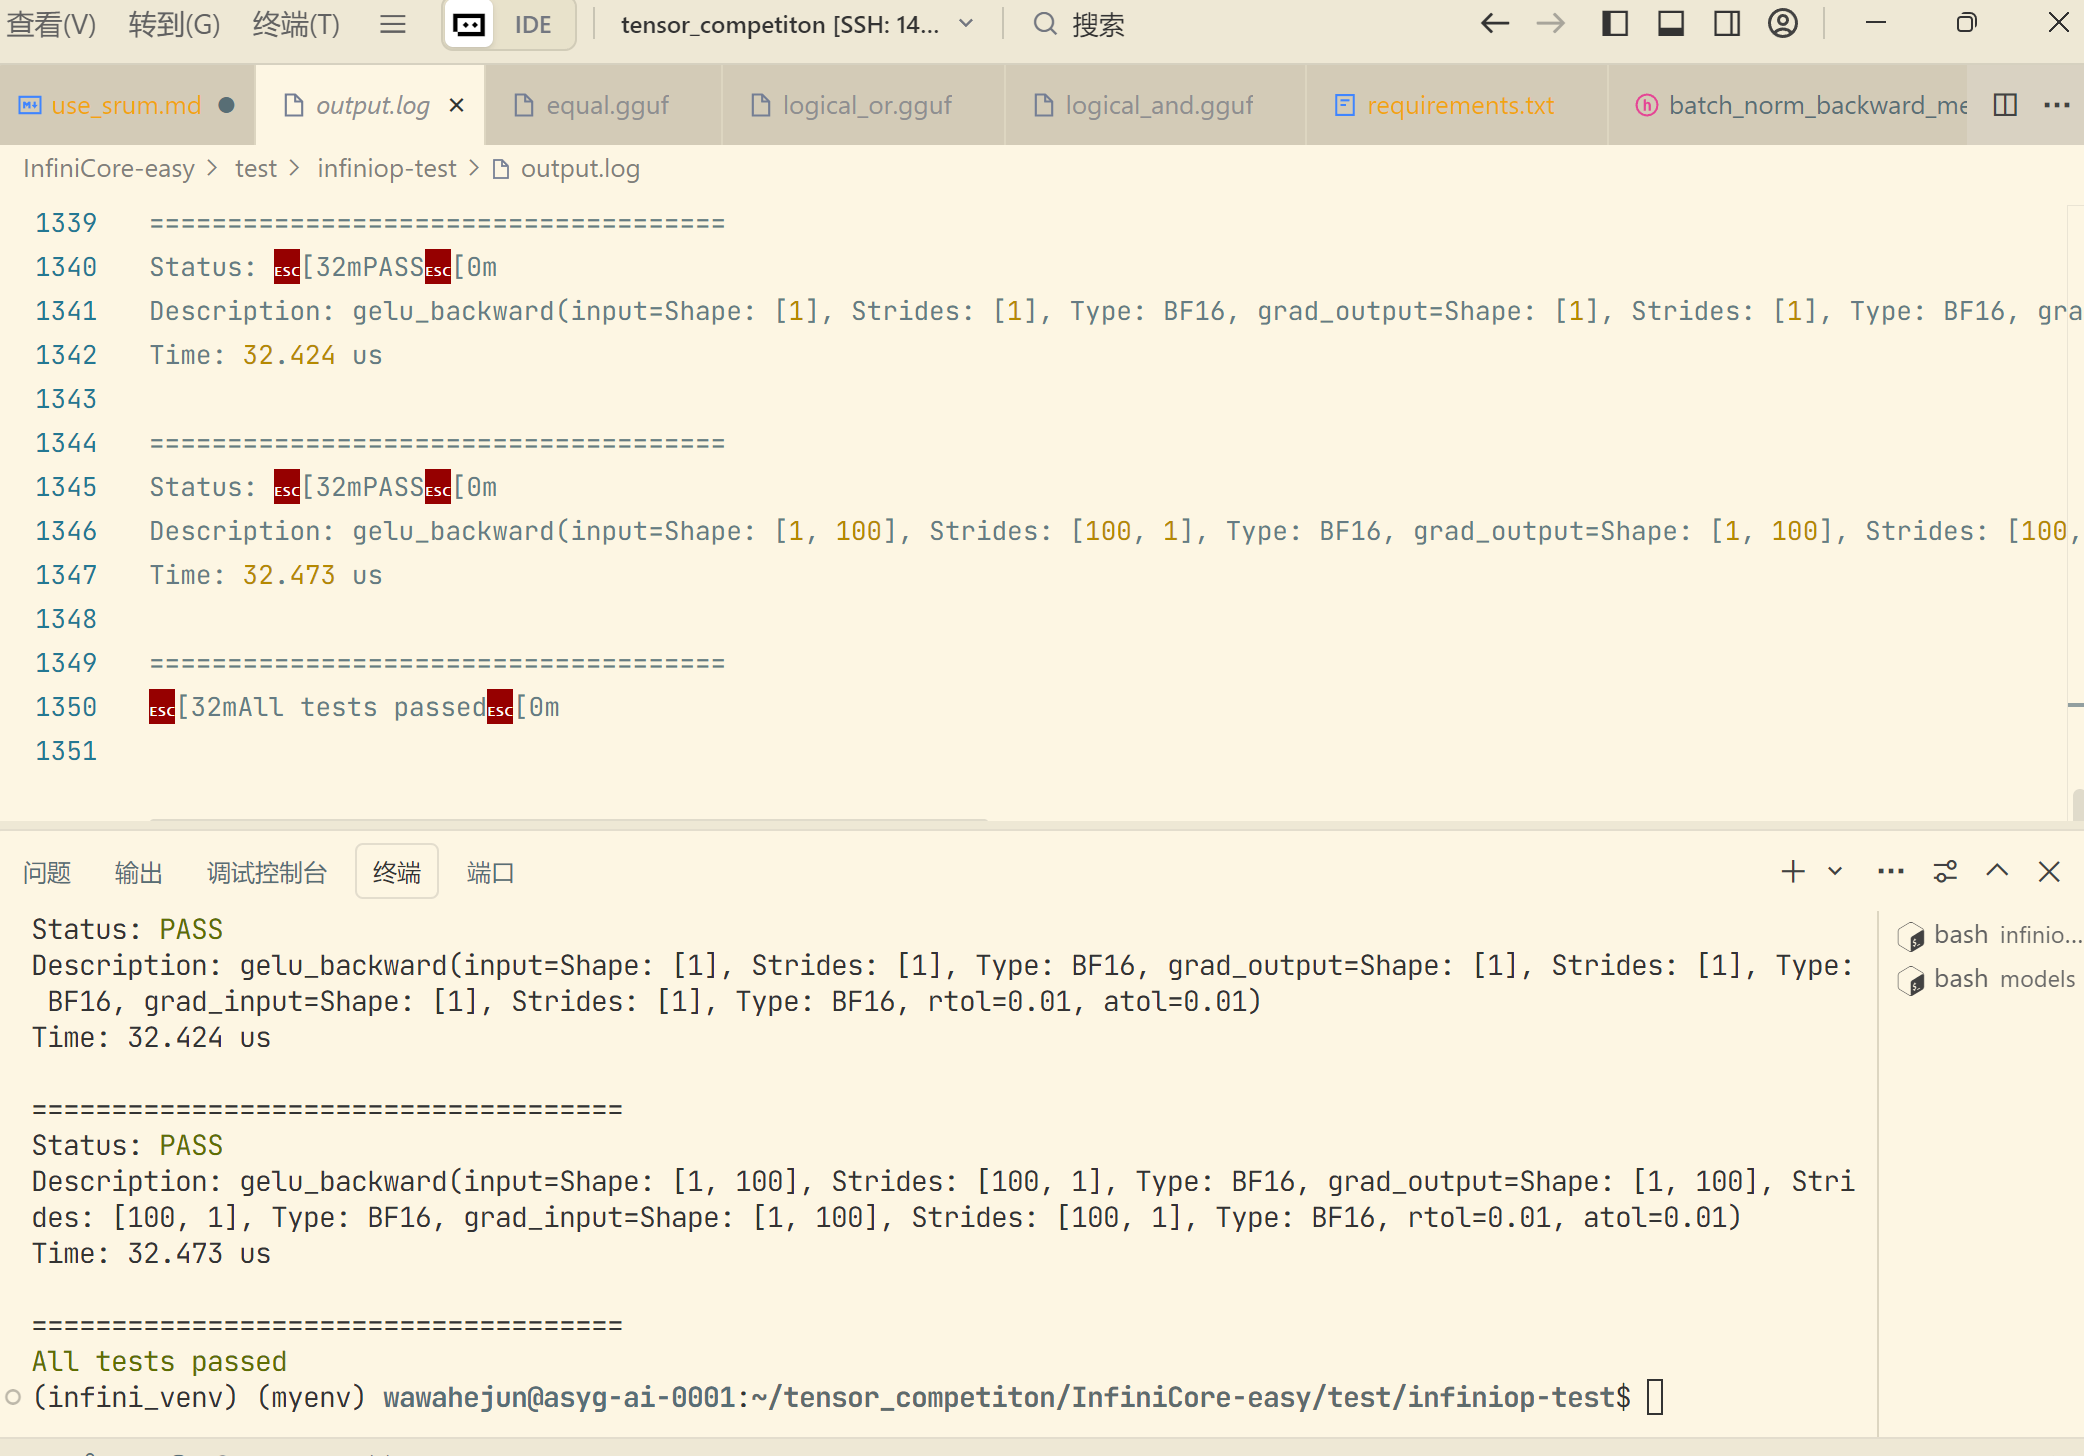 查看(V) 转到(G) 终端(T) IDE tensor_competiton [SSH: 14... 搜索
use_srum.md output.log equal.gguf logical_or.gguf logical_and.gguf requirements.txt batch_norm_backward_me
InfiniCore-easy > test > infiniop-test > output.log
1339 =====================================
1340 Status: ESC[32mPASSESC[0m
1341 Description: gelu_backward(input=Shape: [1], Strides: [1], Type: BF16, grad_output=Shape: [1], Strides: [1], Type: BF16, gra
1342 Time: 32.424 us
1343
1344 =====================================
1345 Status: ESC[32mPASSESC[0m
1346 Description: gelu_backward(input=Shape: [1, 100], Strides: [100, 1], Type: BF16, grad_output=Shape: [1, 100], Strides: [100,
1347 Time: 32.473 us
1348
1349 =====================================
1350 ESC[32mAll tests passedESC[0m
1351
问题 输出 调试控制台 终端 端口
Status: PASS
Description: gelu_backward(input=Shape: [1], Strides: [1], Type: BF16, grad_output=Shape: [1], Strides: [1], Type:
BF16, grad_input=Shape: [1], Strides: [1], Type: BF16, rtol=0.01, atol=0.01)
Time: 32.424 us
=====================================
Status: PASS
Description: gelu_backward(input=Shape: [1, 100], Strides: [100, 1], Type: BF16, grad_output=Shape: [1, 100], Stri
des: [100, 1], Type: BF16, grad_input=Shape: [1, 100], Strides: [100, 1], Type: BF16, rtol=0.01, atol=0.01)
Time: 32.473 us
=====================================
All tests passed
(infini_venv) (myenv) wawahejun@asyg-ai-0001:~/tensor_competiton/InfiniCore-easy/test/infiniop-test$
bash infinio...
bash models